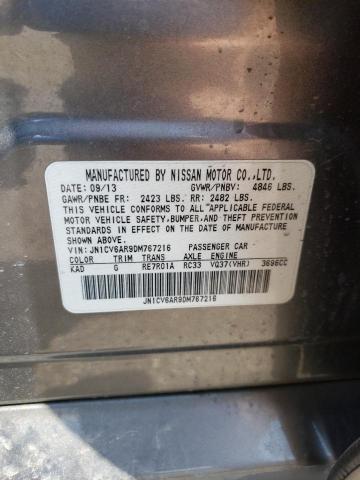 MANUFACTURED BY NISSAN MOTOR CO.,LTD.
DATE: 09/13 GVWR/PNBV: 4846 LBS.
GAWR/PNBE FR: 2423 LBS. RR: 2482 LBS.
THIS VEHICLE CONFORMS TO ALL APPLICABLE FEDERAL
MOTOR VEHICLE SAFETY,BUMPER,AND THEFT PREVENTION
STANDARDS IN EFFECT ON THE DATE OF MANUFACTURE
SHOWN ABOVE.
VIN: JN1CV6AR9DM767216 PASSENGER CAR
COLOR TRIM TRANS AXLE ENGINE
KAD G RE7R01A RC33 VQ37(VHR) 3696CC
JN1CV6AR9DM767216